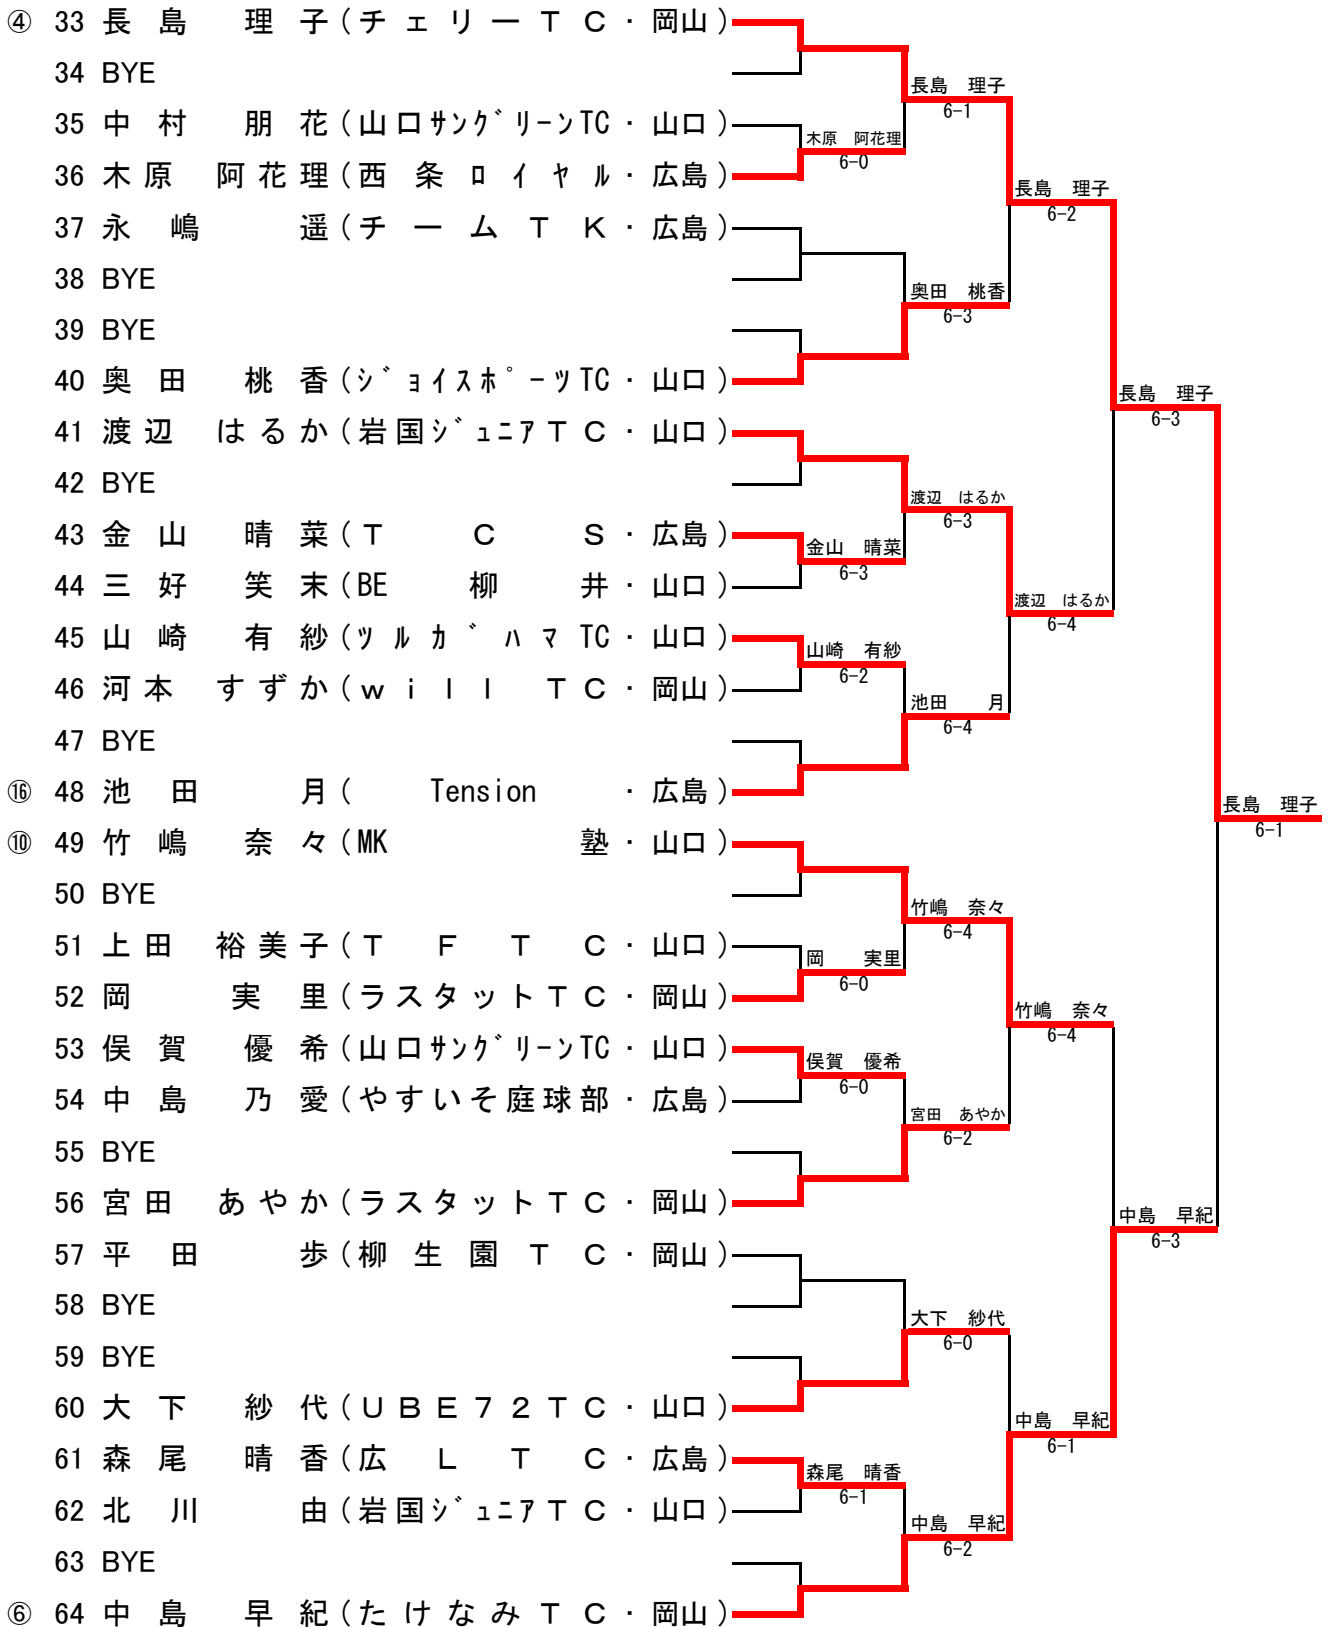 ④ 33 長島 理子(チェリーTC・岡山)
34 BYE
長島 理子
6-1
35 中村 朋花(山口サングリーンTC・山口)
木原 阿花理
6-0
36 木原 阿花理(西条ロイヤル・広島)
長島 理子
6-2
37 永嶋 遥(チームTK・広島)
38 BYE
奥田 桃香
6-3
39 BYE
40 奥田 桃香(ジョイスポーツTC・山口)
長島 理子
6-3
41 渡辺 はるか(岩国ジュニアTC・山口)
42 BYE
渡辺 はるか
6-3
43 金山 晴菜(TCS・広島)
金山 晴菜
6-3
44 三好 笑末(BE 柳井・山口)
渡辺 はるか
6-4
45 山崎 有紗(ツルガハマTC・山口)
山崎 有紗
6-2
46 河本 すずか(will TC・岡山)
池田 月
6-4
47 BYE
⑯ 48 池田 月( Tension ・広島)
長島 理子
6-1
⑩ 49 竹嶋 奈々(MK 塾・山口)
50 BYE
竹嶋 奈々
6-4
51 上田 裕美子(TFTC・山口)
岡 実里
6-0
52 岡 実里(ラスタットTC・岡山)
竹嶋 奈々
6-4
53 俣賀 優希(山口サングリーンTC・山口)
俣賀 優希
6-0
54 中島 乃愛(やすいそ庭球部・広島)
宮田 あやか
6-2
55 BYE
56 宮田 あやか(ラスタットTC・岡山)
中島 早紀
6-3
57 平田 歩(柳生園TC・岡山)
58 BYE
大下 紗代
6-0
59 BYE
60 大下 紗代(UBE72TC・山口)
中島 早紀
6-1
61 森尾 晴香(広LTC・広島)
森尾 晴香
6-1
62 北川 由(岩国ジュニアTC・山口)
中島 早紀
6-2
63 BYE
⑥ 64 中島 早紀(たけなみTC・岡山)